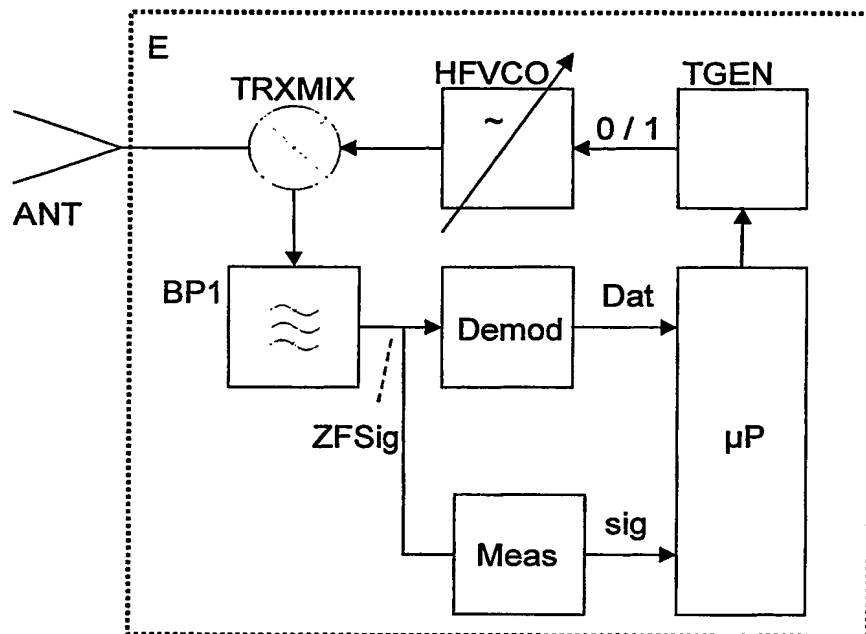 E
TRXMIX
HFVCO
TGEN
~
0 / 1
ANT
BP1
Demod
Dat
ZFSig
µP
Meas
sig